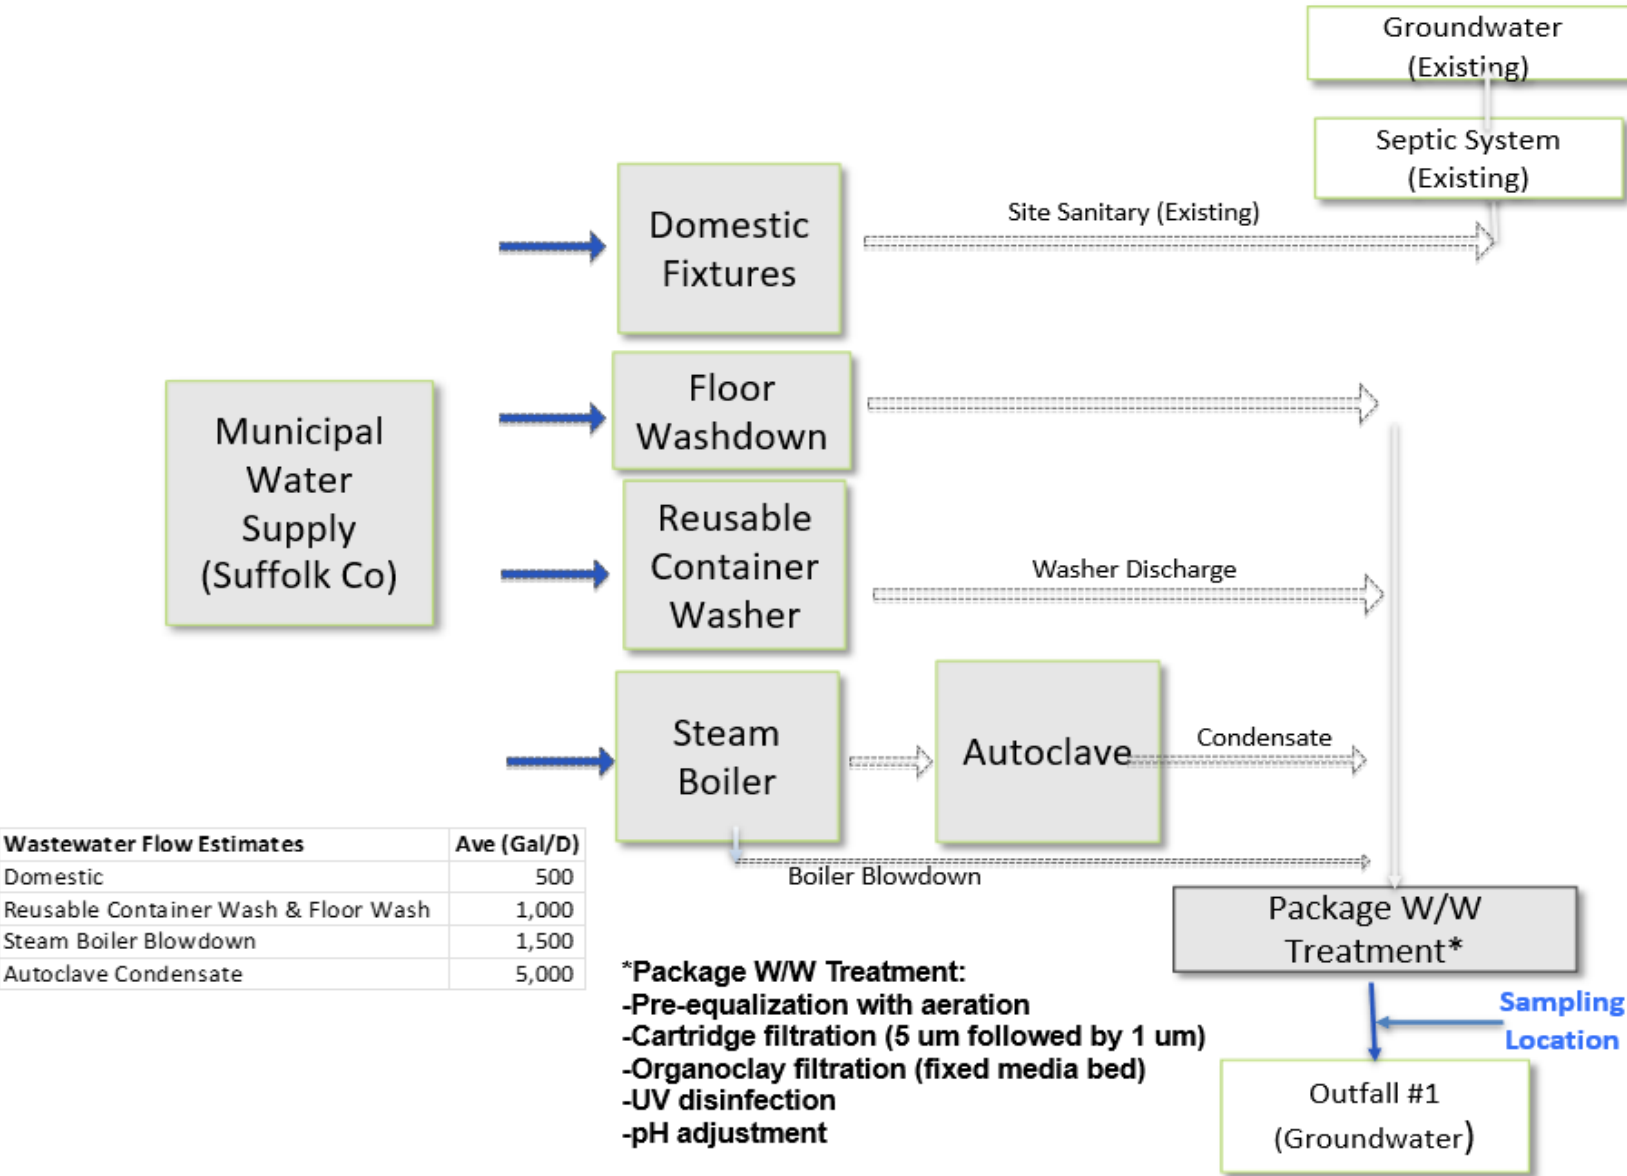 Groundwater
(Existing)
Septic System
(Existing)
Domestic
Fixtures
Site Sanitary (Existing)
Floor
Washdown
Municipal
Water
Supply
(Suffolk Co)
Reusable
Container
Washer
Washer Discharge
Steam
Boiler
Autoclave
Condensate
Boiler Blowdown
Wastewater Flow Estimates Ave (Gal/D)
Domestic 500
Reusable Container Wash & Floor Wash 1,000
Steam Boiler Blowdown 1,500
Autoclave Condensate 5,000
Package W/W
Treatment*
*Package W/W Treatment:
-Pre-equalization with aeration
-Cartridge filtration (5 um followed by 1 um)
-Organoclay filtration (fixed media bed)
-UV disinfection
-pH adjustment
Sampling
Location
Outfall #1
(Groundwater)